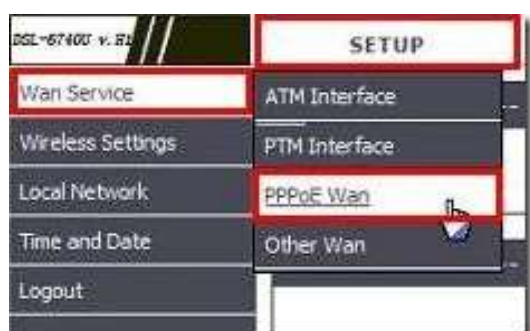 DSL-6740U v.H1
SETUP
Wan Service
Wireless Settings
Local Network
Time and Date
Logout
ATM Interface
PTM Interface
PPPoE Wan
Other Wan